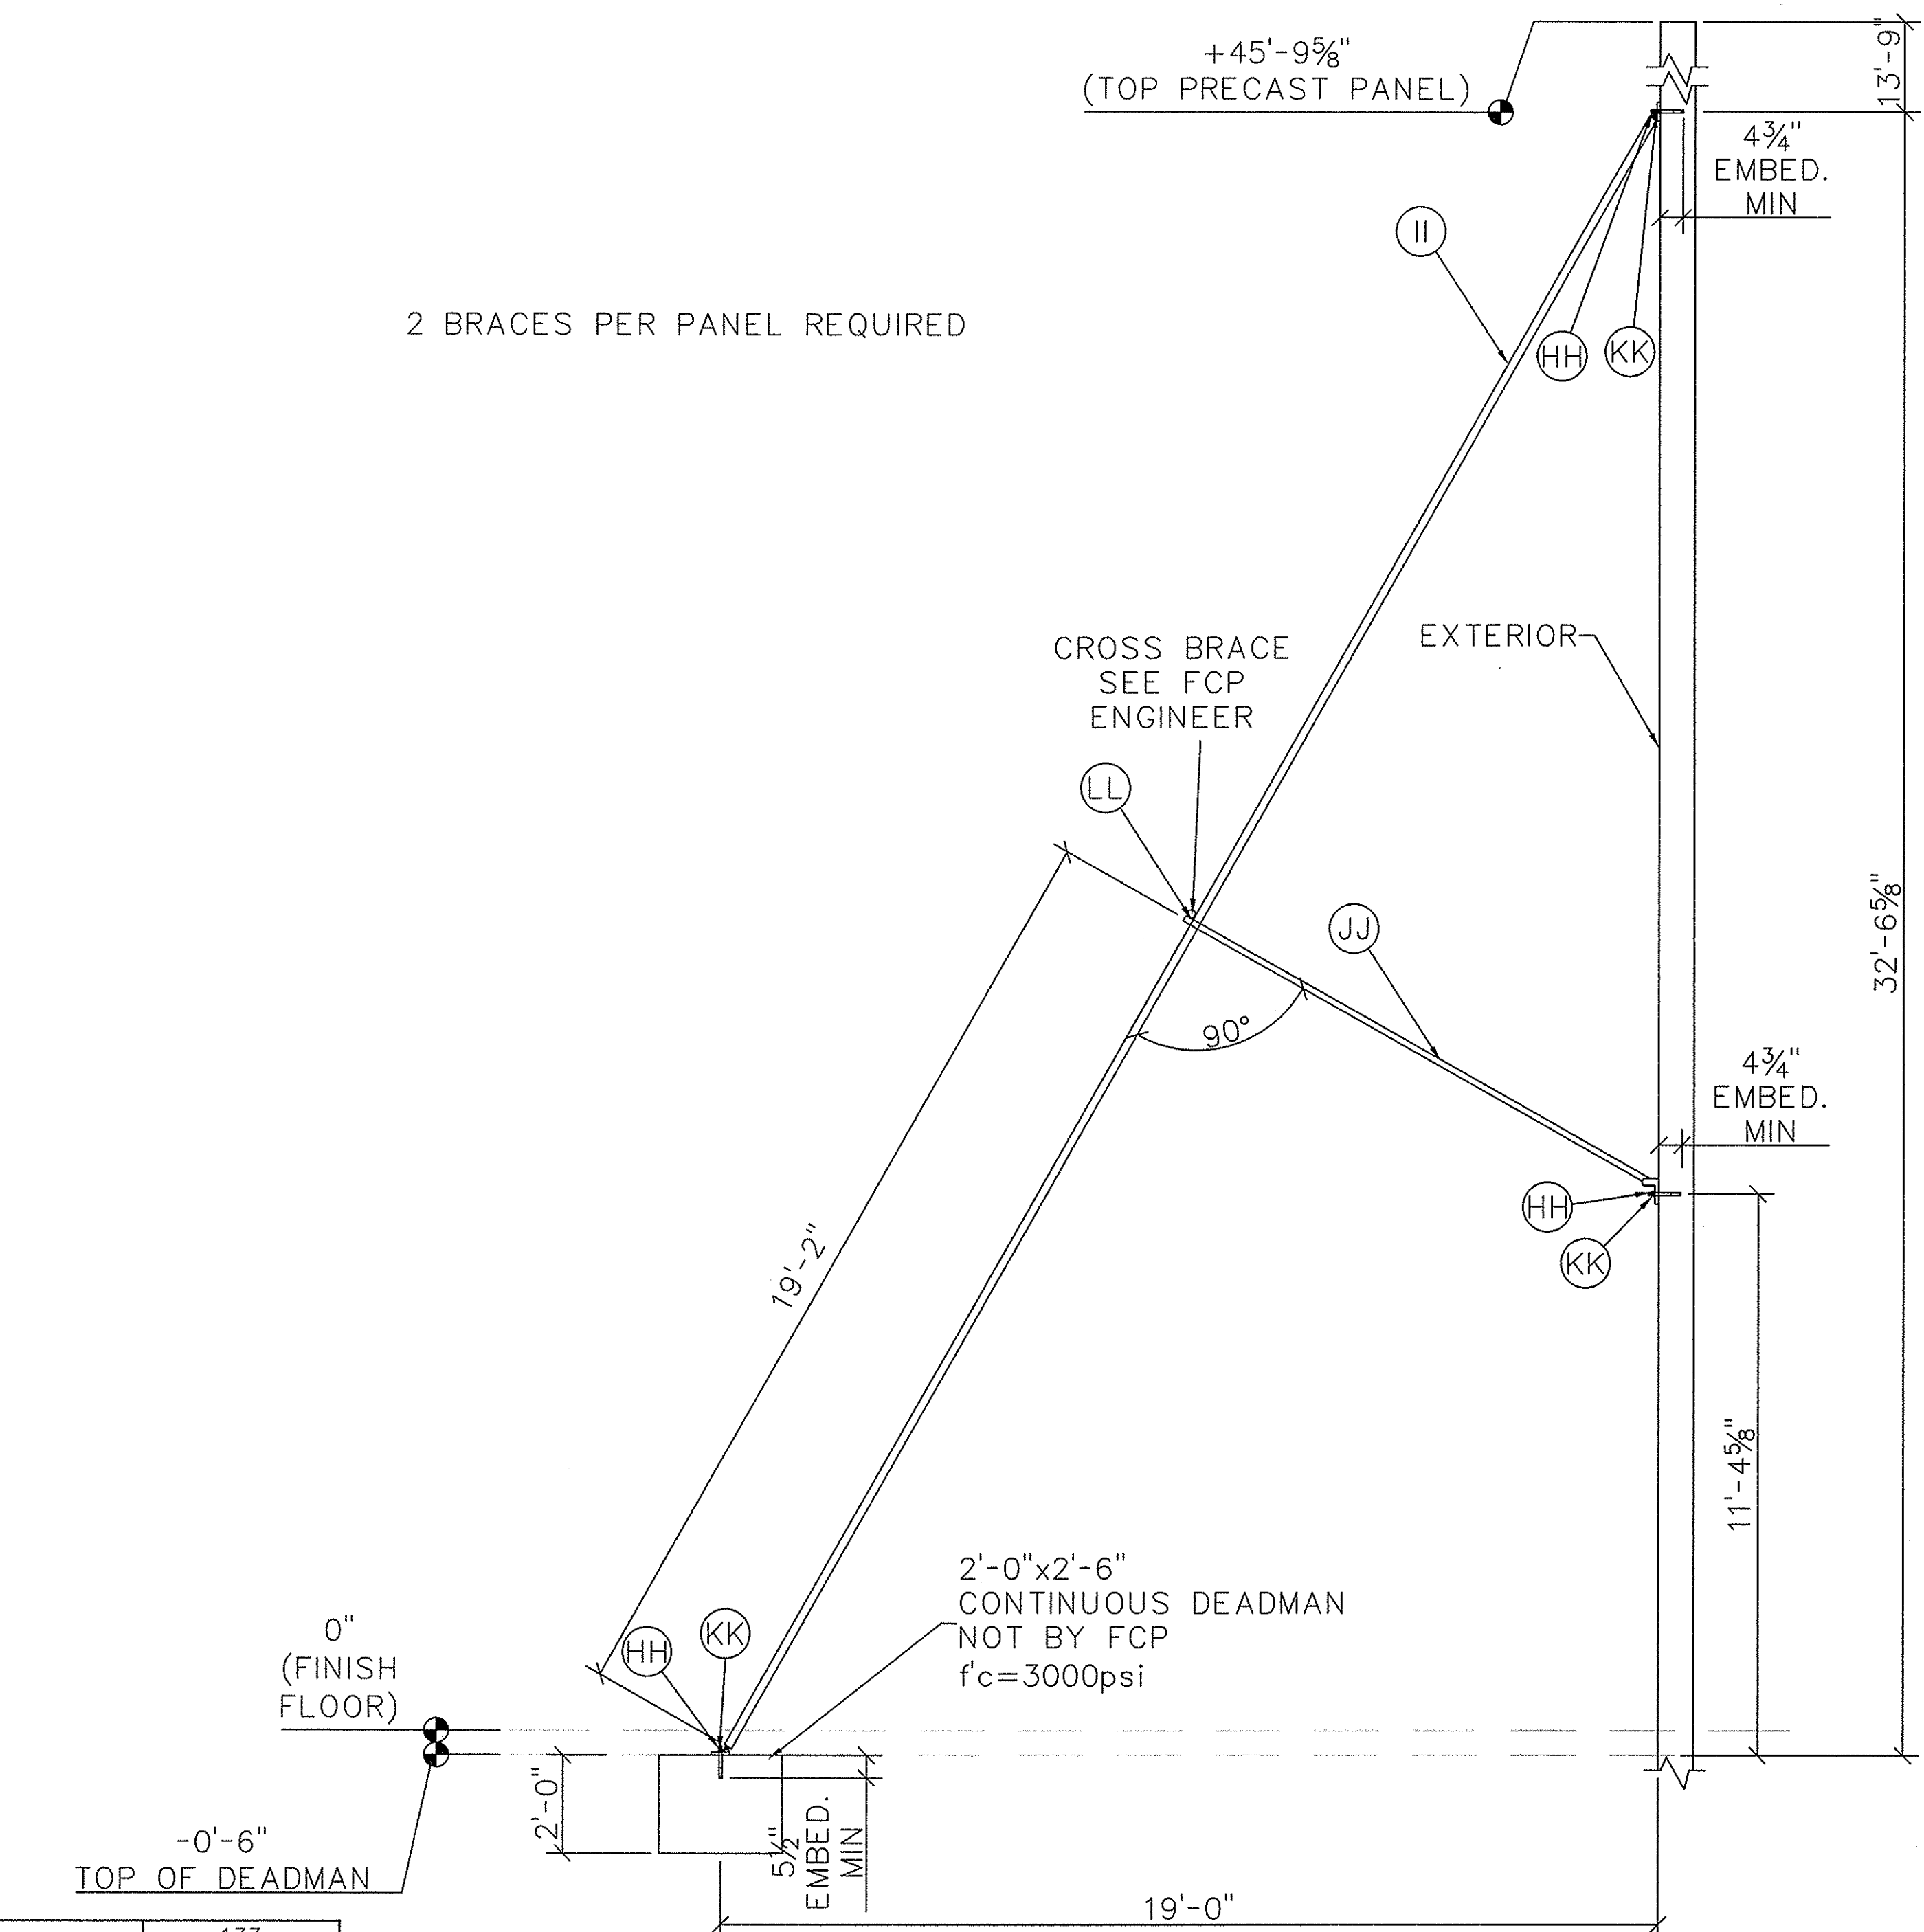 +45'-9⅝"
(TOP PRECAST PANEL)
13'-9"
4¾"
EMBED.
MIN
II
2 BRACES PER PANEL REQUIRED
HH
KK
CROSS BRACE
SEE FCP
ENGINEER
EXTERIOR
LL
JJ
32'-6⅝"
90°
4¾"
EMBED.
MIN
HH
KK
19'-2"
11'-4⅝"
2'-0"x2'-6"
CONTINUOUS DEADMAN
NOT BY FCP
f'c=3000psi
HH
KK
0"
(FINISH
FLOOR)
2'-0"
5½"
EMBED.
MIN
-0'-6"
TOP OF DEADMAN
19'-0"